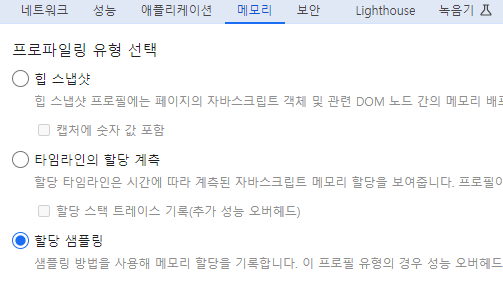 네트워크 성능 애플리케이션 메모리 보안 Lighthouse 녹음기
프로파일링 유형 선택
힙 스냅샷
힙 스냅샷 프로필에는 페이지의 자바스크립트 객체 및 관련 DOM 노드 간의 메모리 배포
캡처에 숫자 값 포함
타임라인의 할당 계측
할당 타임라인은 시간에 따라 계측된 자바스크립트 메모리 할당을 보여줍니다. 프로필이
할당 스택 트레이스 기록(추가 성능 오버헤드)
할당 샘플링
샘플링 방법을 사용해 메모리 할당을 기록합니다. 이 프로필 유형의 경우 성능 오버헤드